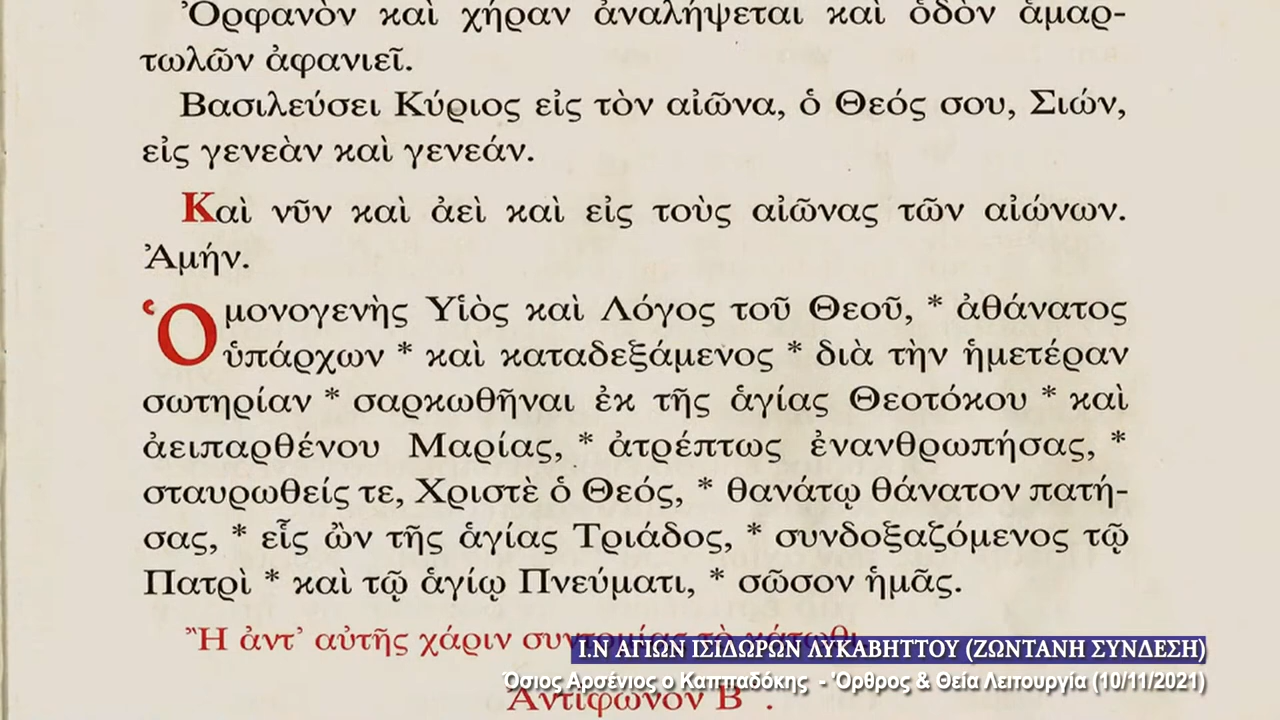 Ὀρφανὸν καὶ χήραν ἀναλήψεται καὶ ὁδὸν ἁμαρ-
τωλῶν ἀφανιεῖ.
Βασιλεύσει Κύριος εἰς τὸν αἰῶνα, ὁ Θεός σου, Σιών,
εἰς γενεὰν καὶ γενεάν.
Καὶ νῦν καὶ ἀεὶ καὶ εἰς τοὺς αἰῶνας τῶν αἰώνων.
Ἀμήν.
Ὁ μονογενὴς Υἱὸς καὶ Λόγος τοῦ Θεοῦ, * ἀθάνατος
ὑπάρχων * καὶ καταδεξάμενος * διὰ τὴν ἡμετέραν
σωτηρίαν * σαρκωθῆναι ἐκ τῆς ἁγίας Θεοτόκου * καὶ
ἀειπαρθένου Μαρίας, * ἀτρέπτως ἐνανθρωπήσας, *
σταυρωθείς τε, Χριστὲ ὁ Θεός, * θανάτῳ θάνατον πατή-
σας, * εἷς ὢν τῆς ἁγίας Τριάδος, * συνδοξαζόμενος τῷ
Πατρὶ * καὶ τῷ ἁγίῳ Πνεύματι, * σῶσον ἡμᾶς.
Ἢ ἀντ' αὐτῆς χάριν συντομίας τὸ κάτωθι
Ι.Ν ΑΓΙΩΝ ΙΣΙΔΩΡΩΝ ΛΥΚΑΒΗΤΤΟΥ (ΖΩΝΤΑΝΗ ΣΥΝΔΕΣΗ)
Όσιος Αρσένιος ο Καππαδόκης - Όρθρος & Θεία Λειτουργία (10/11/2021)
Ἀντίφωνον Β΄.